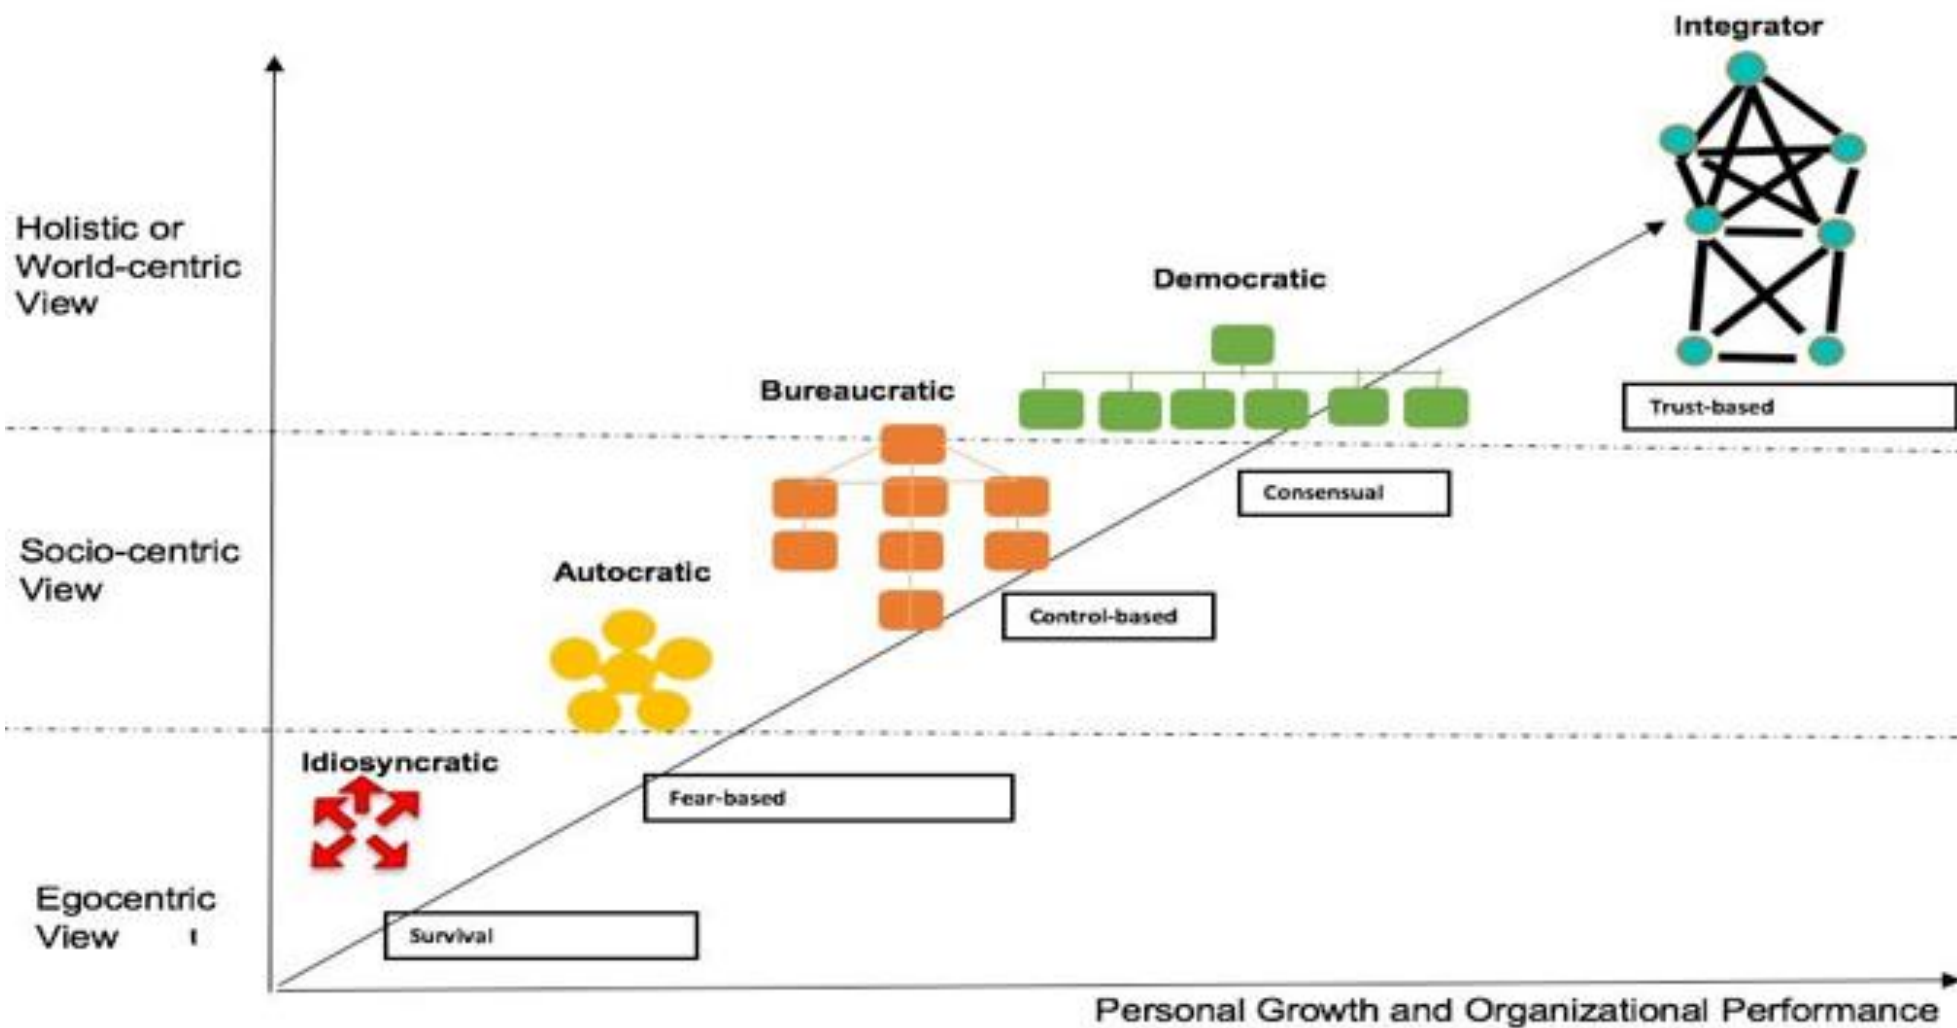 Integrator
Holistic or
World-centric
View
Democratic
Bureaucratic
Trust-based
Consensual
Socio-centric
View
Autocratic
Control-based
Idiosyncratic
Fear-based
Egocentric
View
Survival
Personal Growth and Organizational Performance